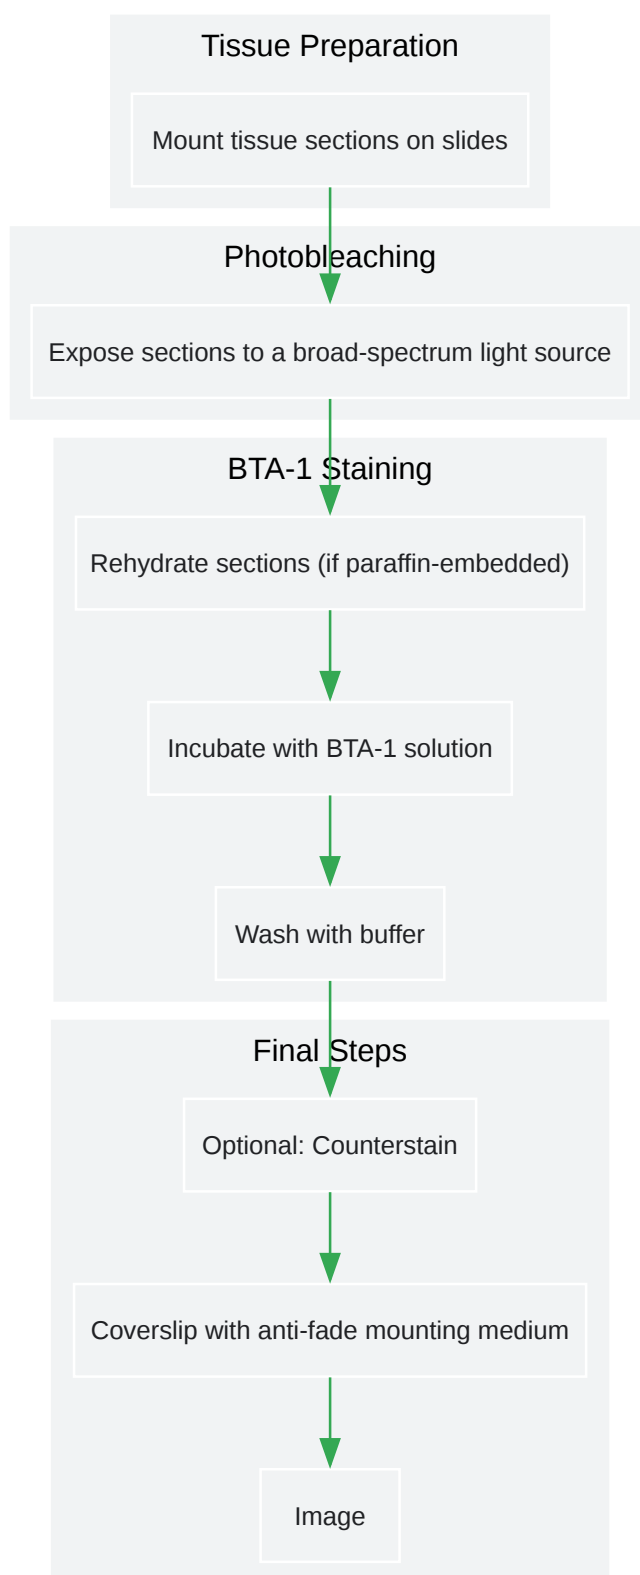 Tissue Preparation
Mount tissue sections on slides
Photobleaching
Expose sections to a broad-spectrum light source
BTA-1 Staining
Rehydrate sections (if paraffin-embedded)
Incubate with BTA-1 solution
Wash with buffer
Final Steps
Optional: Counterstain
Coverslip with anti-fade mounting medium
Image